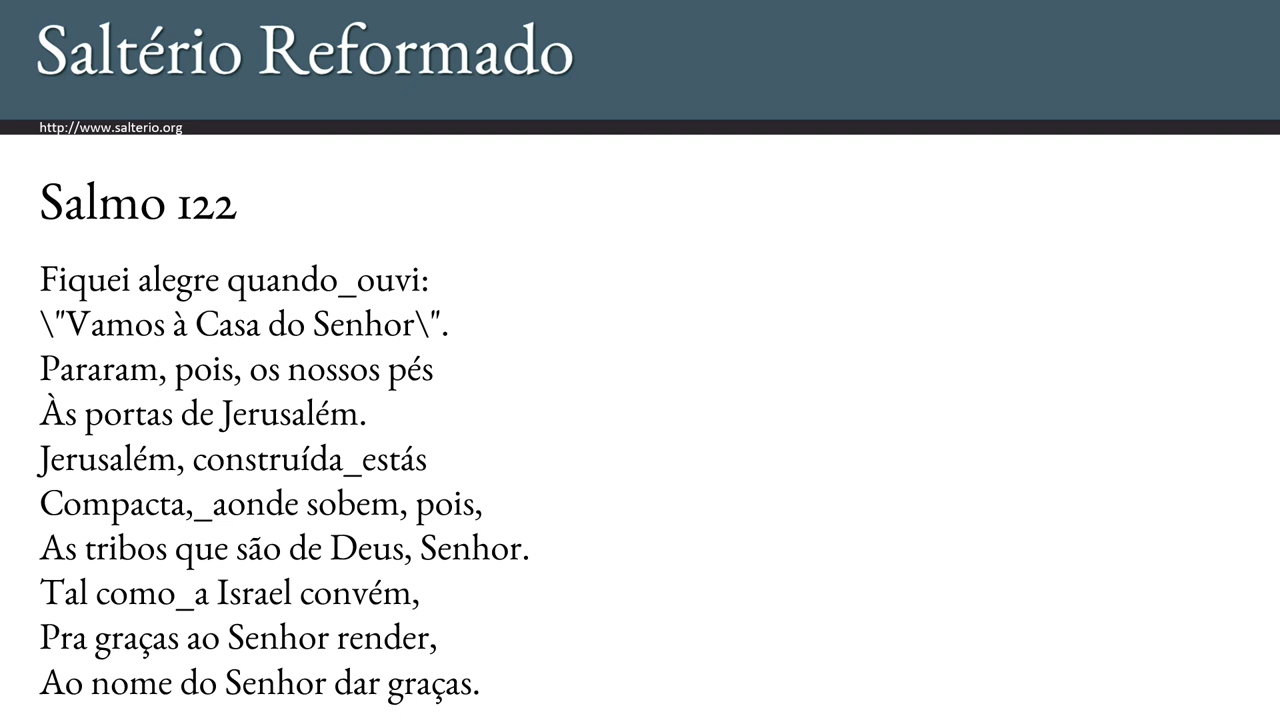 Saltério Reformado
http://www.salterio.org
Salmo 122
Fiquei alegre quando_ouvi:
\"Vamos à Casa do Senhor\".
Pararam, pois, os nossos pés
Às portas de Jerusalém.
Jerusalém, construída_estás
Compacta,_aonde sobem, pois,
As tribos que são de Deus, Senhor.
Tal como_a Israel convém,
Pra graças ao Senhor render,
Ao nome do Senhor dar graças.